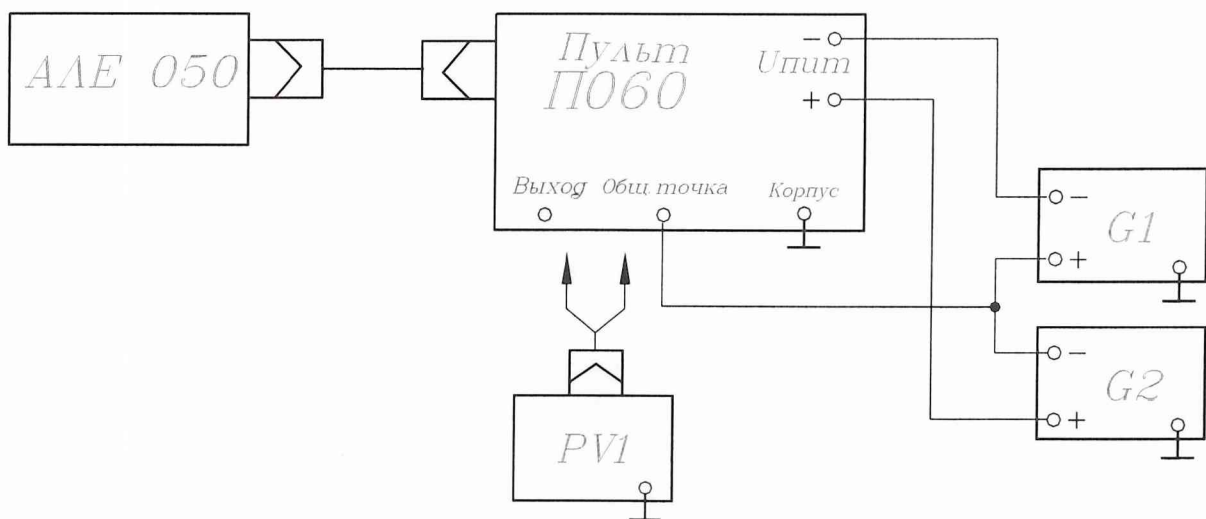 АЛЕ 050
Пульт
П060
−
Uпит
+
Выход Общ. точка Корпус
−
G1
+
−
G2
+
PV1